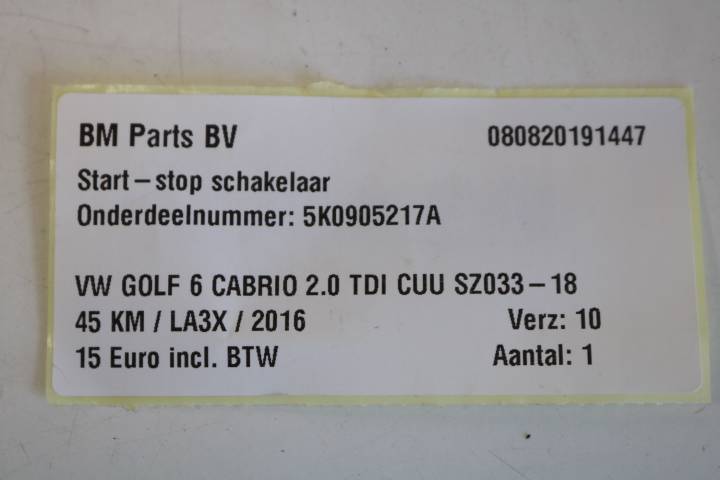 BM Parts BV 080820191447
Start – stop schakelaar
Onderdeelnummer: 5K0905217A
VW GOLF 6 CABRIO 2.0 TDI CUU SZ033 – 18
45 KM / LA3X / 2016 Verz: 10
15 Euro incl. BTW Aantal: 1